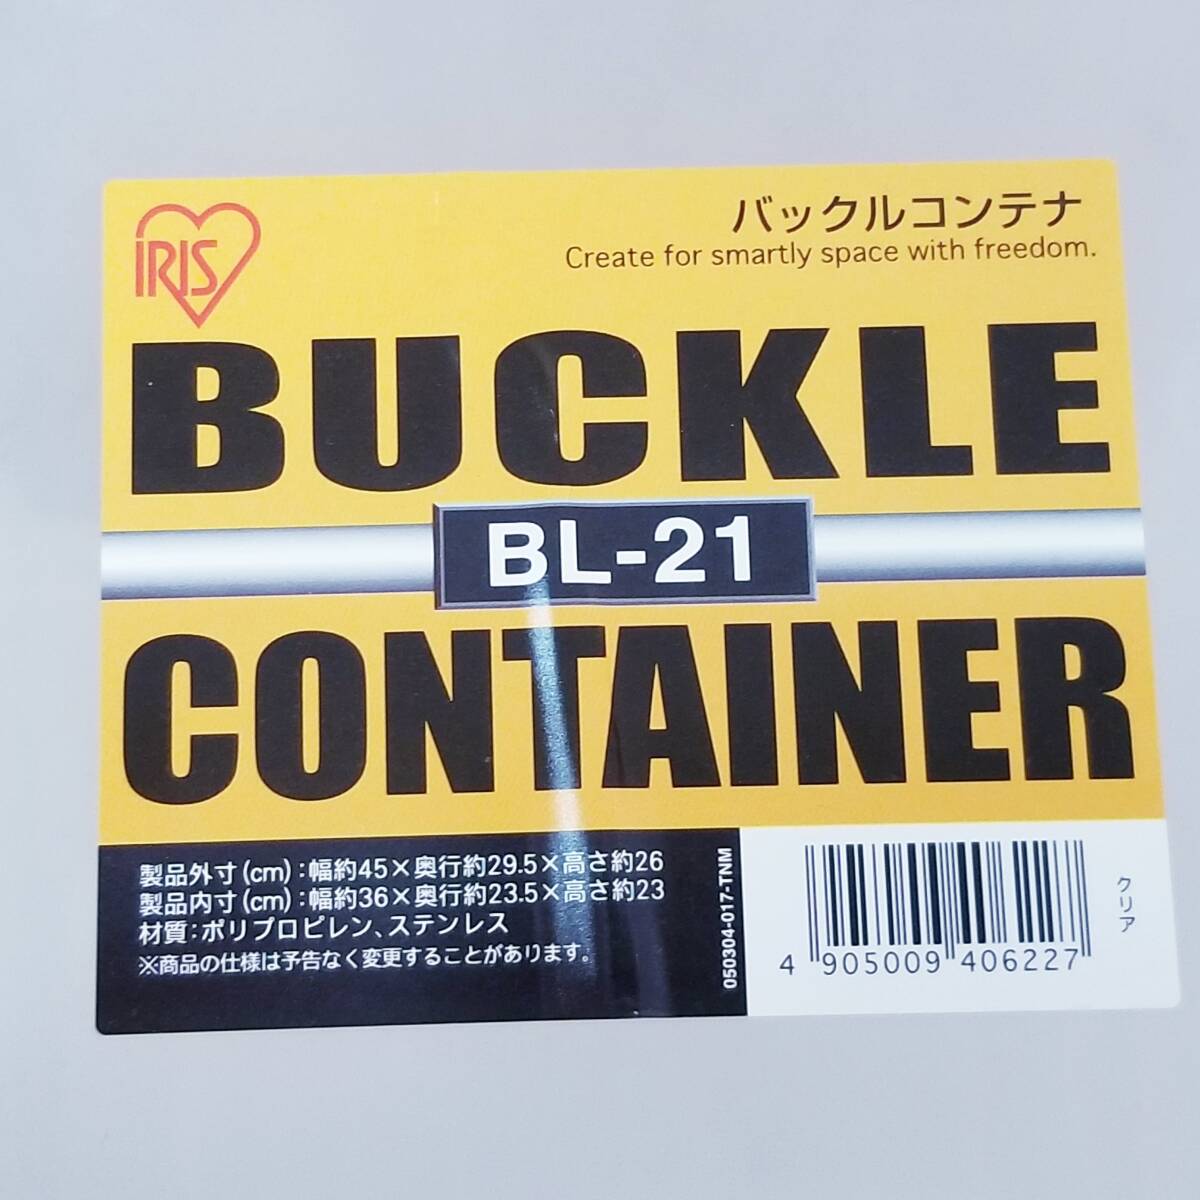 IRIS
バックルコンテナ
Create for smartly space with freedom.
BUCKLE
BL-21
CONTAINER
製品外寸(cm):幅約45×奥行約29.5×高さ約26
製品内寸(cm):幅約36×奥行約23.5×高さ約23
材質:ポリプロピレン、ステンレス
※商品の仕様は予告なく変更することがあります。
050304-017-TNM
4 905009 406227
クリア